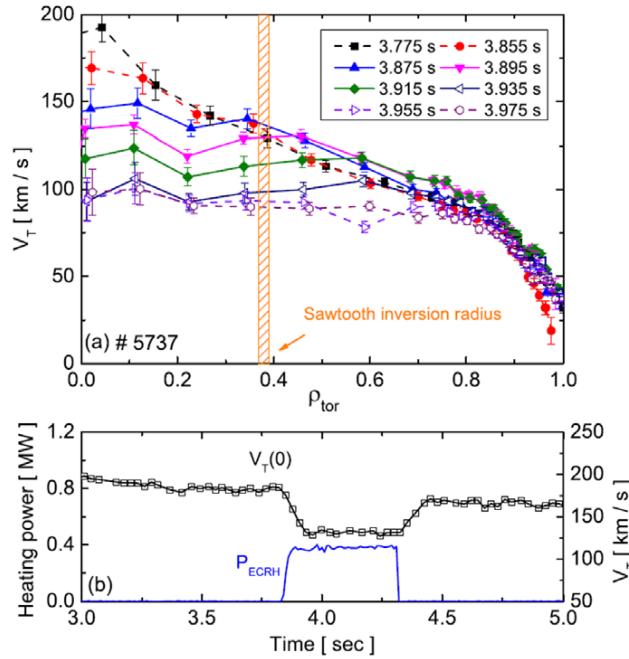 200
150
100
50
0
V_T [ km / s ]
3.775 s
3.855 s
3.875 s
3.895 s
3.915 s
3.935 s
3.955 s
3.975 s
Sawtooth inversion radius
(a) # 5737
0.0 0.2 0.4 0.6 0.8 1.0
ρ_tor
1.2
0.8
0.4
0.0
Heating power [ MW ]
V_T(0)
P_ECRH
(b)
250
200
150
100
50
V_T [ km / s ]
3.0 3.5 4.0 4.5 5.0
Time [ sec ]